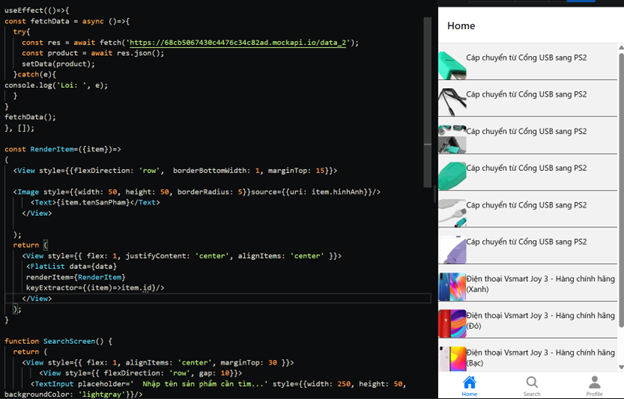 useEffect(()=>{
const fetchData = async ()=>{
try{
const res = await fetch('https://68cb5067430c4476c34c82ad.mockapi.io/data_2');
const product = await res.json();
setData(product);
}catch(e){
console.log('Loi: ', e);
}
}
fetchData();
}, []);
const RenderItem=({item})=>
(
<View style={{flexDirection: 'row',  borderBottomWidth: 1, marginTop: 15}}>
<Image style={{width: 50, height: 50, borderRadius: 5}}source={{uri: item.hinhAnh}}/>
<Text>{item.tenSanPham}</Text>
</View>
);
return (
<View style={{ flex: 1, justifyContent: 'center', alignItems: 'center' }}>
<FlatList data={data}
renderItem={RenderItem}
keyExtractor={(item)=>item.id}/>
</View>
);
}
function SearchScreen() {
return (
<View style={{ flex: 1, alignItems: 'center', marginTop: 30 }}>
<View style={{ flexDirection: 'row', gap: 10}}>
<TextInput placeholder='  Nhập tên sản phẩm cần tìm...' style={{width: 250, height: 50,
backgroundColor: 'lightgray'}}/>
Home
Cáp chuyển từ Cổng USB sang PS2
Cáp chuyển từ Cổng USB sang PS2
Cáp chuyển từ Cổng USB sang PS2
Cáp chuyển từ Cổng USB sang PS2
Cáp chuyển từ Cổng USB sang PS2
Cáp chuyển từ Cổng USB sang PS2
Điện thoại Vsmart Joy 3 - Hàng chính hãng
(Xanh)
Điện thoại Vsmart Joy 3 - Hàng chính hãng
(Đỏ)
Điện thoại Vsmart Joy 3 - Hàng chính hãng
(Bạc)
Home
Search
Profile